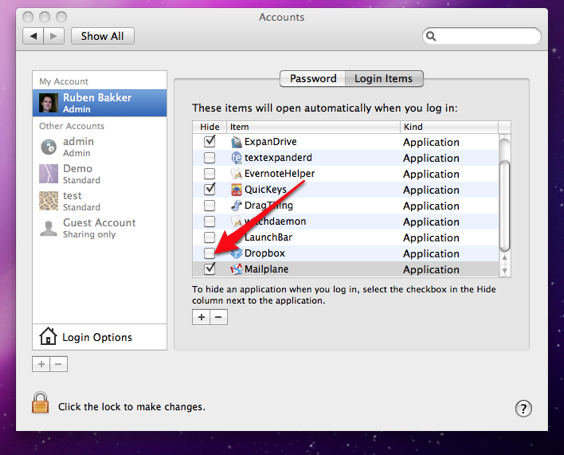 Accounts
Show All
My Account
Ruben Bakker
Admin
Other Accounts
admin
Admin
Demo
Standard
test
Standard
Guest Account
Sharing only
Login Options
Password Login Items
These items will open automatically when you log in:
Hide Item Kind
ExpanDrive Application
textexpanderd Application
EvernoteHelper Application
QuicKeys Application
DragThing Application
Application
LaunchBar Application
Dropbox Application
Mailplane Application
To hide an application when you log in, select the checkbox in the Hide
column next to the application.
+ −
+ −
Click the lock to make changes.
?